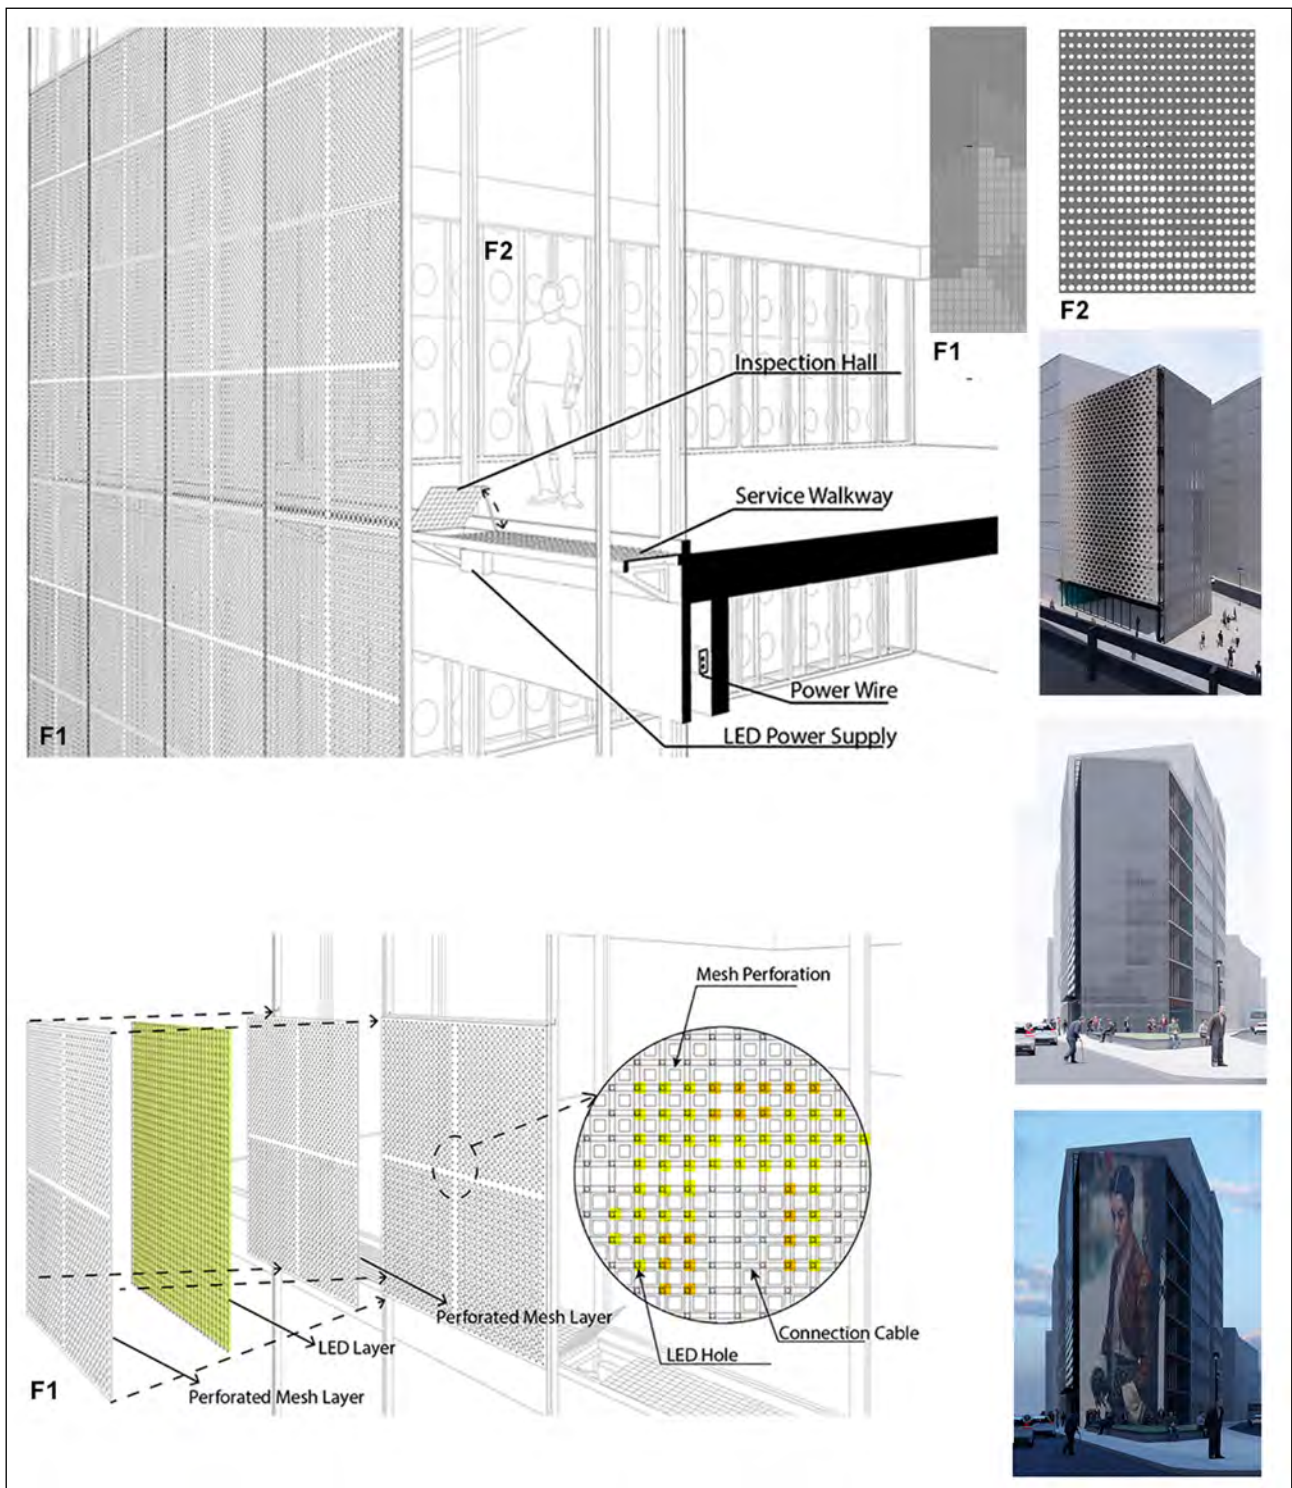 F2
F1
F2
Inspection Hall
Service Walkway
Power Wire
LED Power Supply
F1
Mesh Perforation
Perforated Mesh Layer
Connection Cable
LED Hole
LED Layer
Perforated Mesh Layer
F1